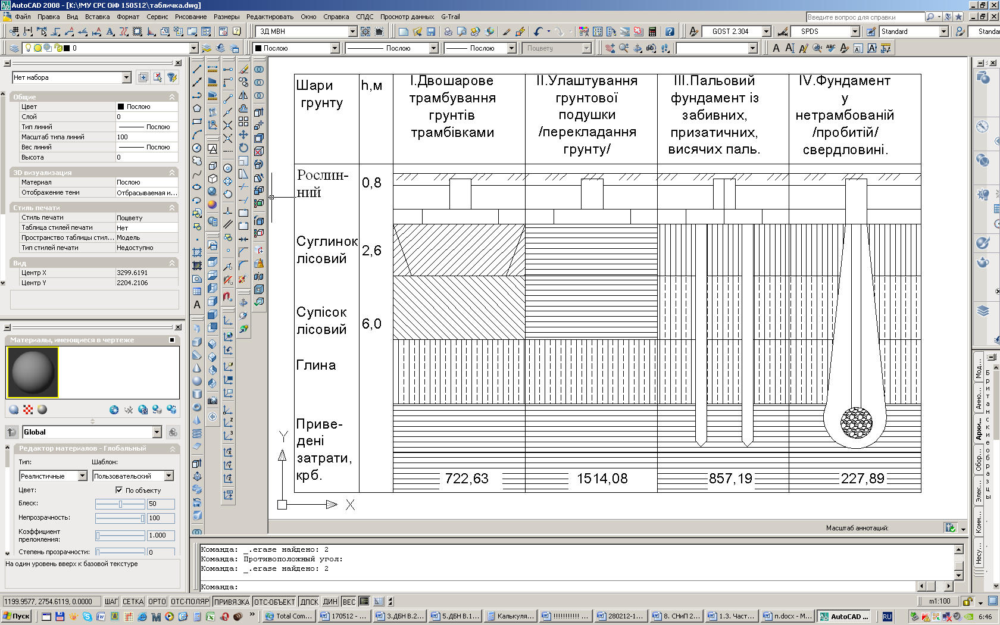 AutoCAD 2008 - [K:\!МУ СРС ОіФ 150512\табличка.dwg]
Файл Правка Вид Вставка Формат Сервис Рисование Размеры Редактировать Окно Справка СПДС Просмотр данных G-Trail
Введите вопрос для справки
3Д МВН
GOST 2.304
SPDS
Standard
Standa
0
Послою
Послою
Послою
Поцвету
Нет набора
Общие
Цвет Послою
Слой 0
Тип линий Послою
Масштаб типа линий 100
Вес линий Послою
Высота 0
3D визуализация
Материал Послою
Отображение тени Отбрасываемая и...
Стиль печати
Стиль печати Поцвету
Таблица стилей печати Нет
Пространство таблицы стил... Модель
Тип стилей печати Недоступно
Вид
Центр X 3299.6191
Центр Y 2204.2106
Материалы, имеющиеся в чертеже
Global
Редактор материалов - Глобальный
Тип: Шаблон:
Реалистичные Пользовательский
Цвет: По объекту
Блеск: 50
Непрозрачность: 100
Коэффициент
преломления: 1.000
Степень прозрачности: 0
На один уровень вверх к базовой текстуре
Шари
грунту
h,м
I.Двошарове
трамбування
грунтів
трамбівками
II.Улаштування
грунтової
подушки
/перекладання
грунту/
III.Пальовий
фундамент із
забивних,
призатичних,
висячих паль.
IV.Фундамент
у
нетрамбованій
/пробитій/
свердловині.
Рослин-
ний
0,8
Суглинок
лісовий
2,6
Супісок
лісовий
6,0
Глина
Приве-
дені
затрати,
крб.
722,63 1514,08 857,19 227,89
Y
X
Масштаб аннотаций:
Мод...
Анно...
Архи...
Обор...
Элек...
Комм...
Несу...
Британские образцы
Команда: _.erase найдено: 2
Команда: Противоположный угол:
Команда: _.erase найдено: 2
Команда:
1199.9577, 2754.6119, 0.0000 ШАГ СЕТКА ОРТО ОТС-ПОЛЯР ПРИВЯЗКА ОТС-ОБЪЕКТ ДПСК ДИН ВЕС
m1:100
Пуск
Total Com...
170512 - ...
3.ДБН В.2...
5.ДБН В.1...
Калькуля...
!!!!!!!!!!! ...
280212-1...
8. СНиП 2...
1.3. Част...
п.docx - M...
AutoCAD ...
RU
6:46